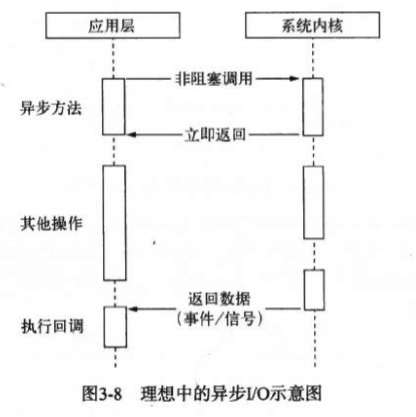 应用层
系统内核
非阻塞调用
异步方法
立即返回
其他操作
返回数据
(事件/信号)
执行回调
图3-8 理想中的异步I/O示意图